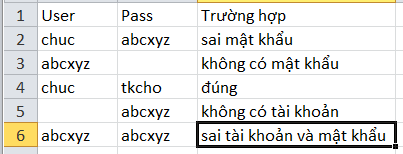 1 User Pass Trường hợp
2 chuc abcxyz sai mật khẩu
3 abcxyz không có mật khẩu
4 chuc tkcho đúng
5 abcxyz không có tài khoản
6 abcxyz abcxyz sai tài khoản và mật khẩu